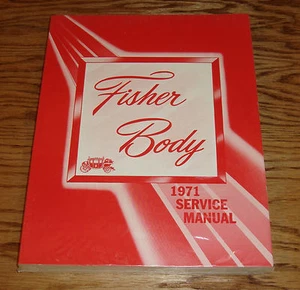 Fisher
Body
1971
SERVICE
MANUAL